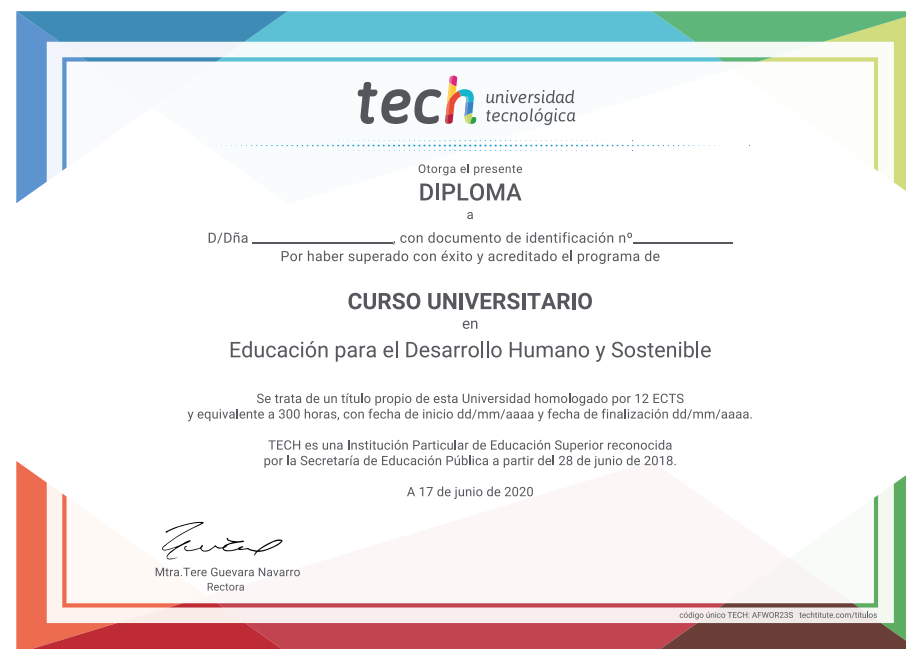 tech universidad
tecnológica
Otorga el presente
DIPLOMA
a
D/Dña ____________________, con documento de identificación nº______________
Por haber superado con éxito y acreditado el programa de
CURSO UNIVERSITARIO
en
Educación para el Desarrollo Humano y Sostenible
Se trata de un título propio de esta Universidad homologado por 12 ECTS
y equivalente a 300 horas, con fecha de inicio dd/mm/aaaa y fecha de finalización dd/mm/aaaa.
TECH es una Institución Particular de Educación Superior reconocida
por la Secretaría de Educación Pública a partir del 28 de junio de 2018.
A 17 de junio de 2020
Mtra.Tere Guevara Navarro
Rectora
código único TECH: AFWOR23S techtitute.com/titulos